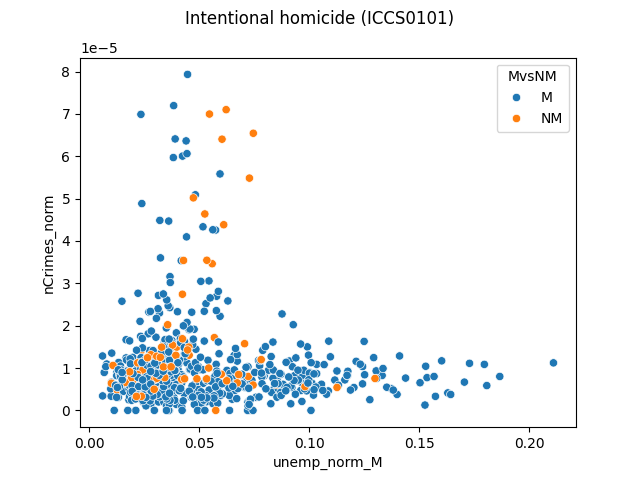 Intentional homicide (ICCS0101)
1e−5
8
7
6
5
4
3
2
1
0
nCrimes_norm
MvsNM
M
NM
0.00 0.05 0.10 0.15 0.20
unemp_norm_M